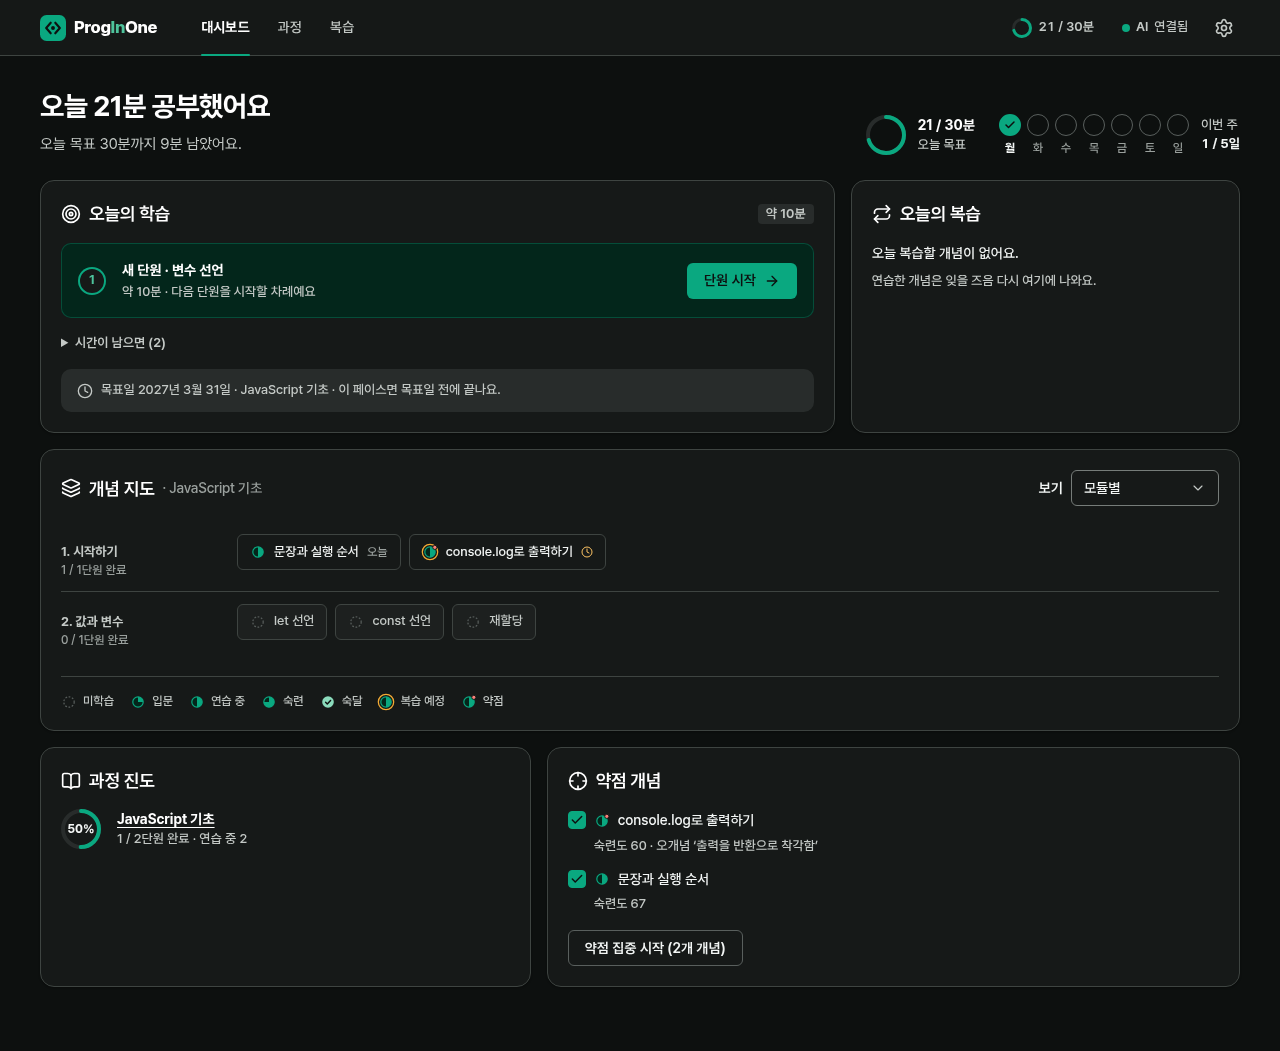 ProgInOne
대시보드
과정
복습
21 / 30분
AI 연결됨
오늘 21분 공부했어요
오늘 목표 30분까지 9분 남았어요.
21 / 30분
오늘 목표
월 화 수 목 금 토 일
이번 주
1 / 5일
오늘의 학습
약 10분
1
새 단원 · 변수 선언
약 10분 · 다음 단원을 시작할 차례예요
단원 시작
시간이 남으면 (2)
목표일 2027년 3월 31일 · JavaScript 기초 · 이 페이스면 목표일 전에 끝나요.
오늘의 복습
오늘 복습할 개념이 없어요.
연습한 개념은 잊을 즈음 다시 여기에 나와요.
개념 지도 · JavaScript 기초
보기
모듈별
1. 시작하기
1 / 1단원 완료
문장과 실행 순서 오늘
console.log로 출력하기
2. 값과 변수
0 / 1단원 완료
let 선언
const 선언
재할당
미학습
입문
연습 중
숙련
숙달
복습 예정
약점
과정 진도
50%
JavaScript 기초
1 / 2단원 완료 · 연습 중 2
약점 개념
console.log로 출력하기
숙련도 60 · 오개념 ‘출력을 반환으로 착각함’
문장과 실행 순서
숙련도 67
약점 집중 시작 (2개 개념)